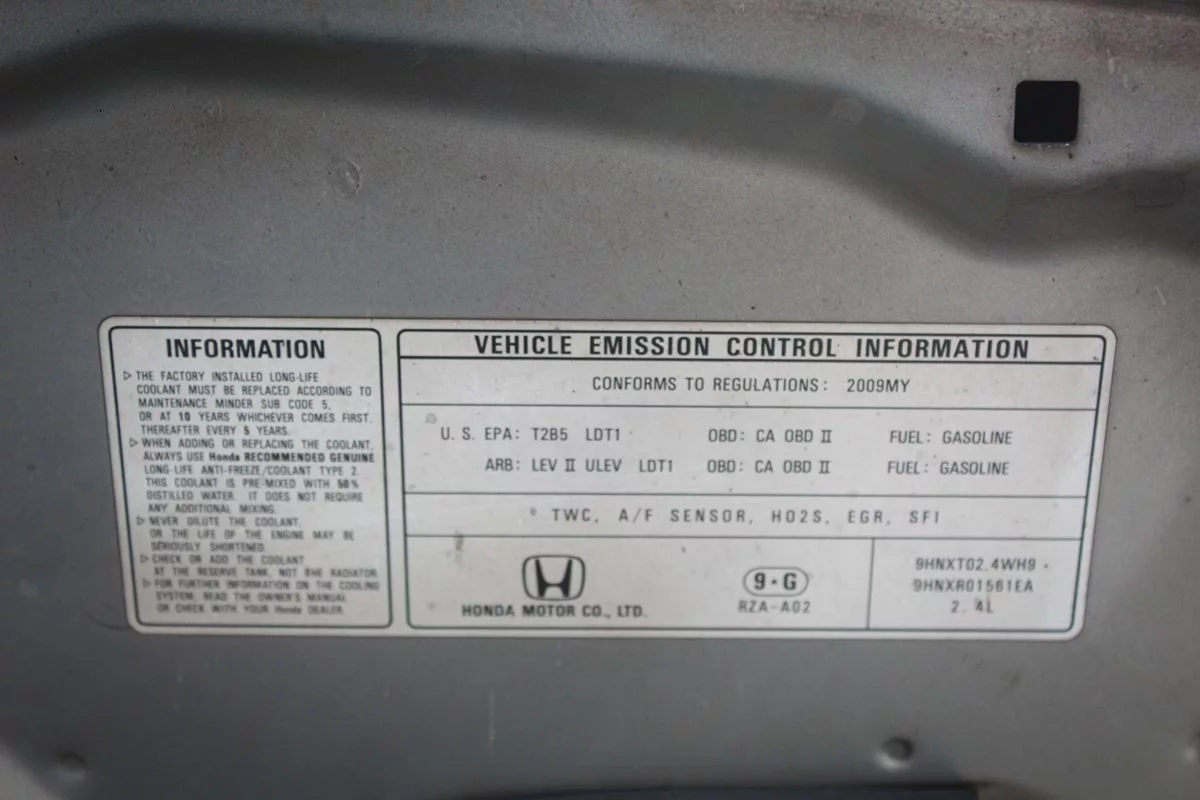 INFORMATION
▷ THE FACTORY INSTALLED LONG-LIFE
COOLANT MUST BE REPLACED ACCORDING TO
MAINTENANCE MINDER SUB CODE 5,
OR AT 10 YEARS WHICHEVER COMES FIRST.
THEREAFTER EVERY 5 YEARS.
▷ WHEN ADDING OR REPLACING THE COOLANT,
ALWAYS USE Honda RECOMMENDED GENUINE
LONG-LIFE ANTI-FREEZE/COOLANT TYPE 2.
THIS COOLANT IS PRE-MIXED WITH 50%
DISTILLED WATER. IT DOES NOT REQUIRE
ANY ADDITIONAL MIXING.
▷ NEVER DILUTE THE COOLANT,
OR THE LIFE OF THE ENGINE MAY BE
SERIOUSLY SHORTENED.
▷ CHECK OR ADD THE COOLANT
AT THE RESERVE TANK, NOT THE RADIATOR.
▷ FOR FURTHER INFORMATION ON THE COOLING
SYSTEM, READ THE OWNER'S MANUAL
OR CHECK WITH YOUR Honda DEALER.
VEHICLE EMISSION CONTROL INFORMATION
CONFORMS TO REGULATIONS: 2009MY
U. S. EPA: T2B5 LDT1 OBD: CA OBD II FUEL: GASOLINE
ARB: LEV II ULEV LDT1 OBD: CA OBD II FUEL: GASOLINE
* TWC, A/F SENSOR, HO2S, EGR, SFI
HONDA MOTOR CO., LTD.
9·G
RZA-A02
9HNXT02.4WH9
9HNXR0156IEA
2. 4L